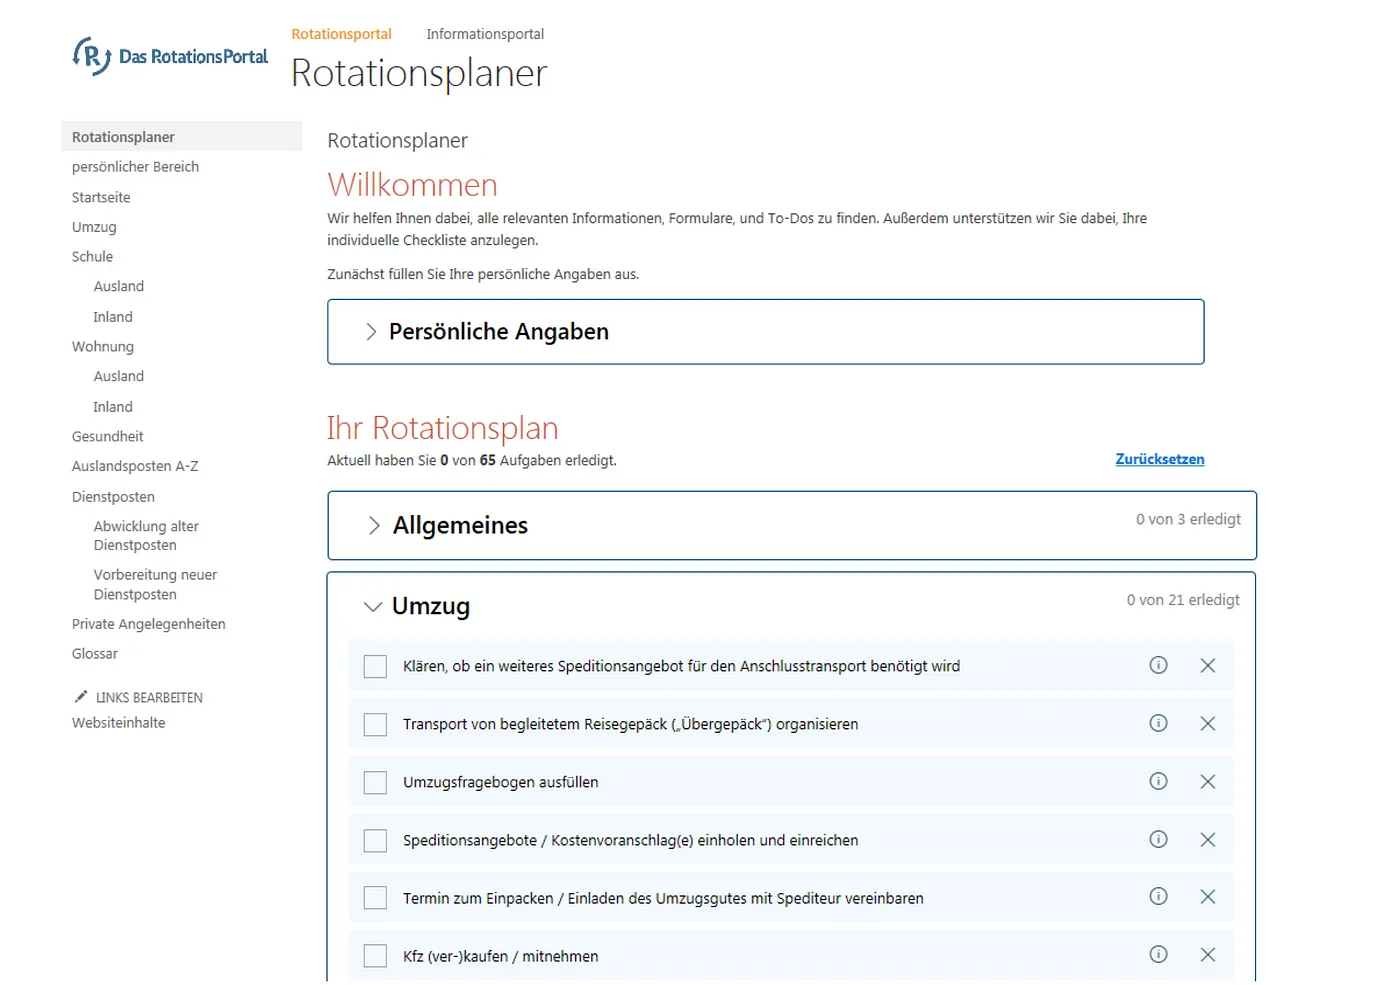 Das RotationsPortal
Rotationsportal Informationsportal
Rotationsplaner
Rotationsplaner
persönlicher Bereich
Startseite
Umzug
Schule
Ausland
Inland
Wohnung
Ausland
Inland
Gesundheit
Auslandsposten A-Z
Dienstposten
Abwicklung alter
Dienstposten
Vorbereitung neuer
Dienstposten
Private Angelegenheiten
Glossar
LINKS BEARBEITEN
Websiteinhalte
Rotationsplaner
Willkommen
Wir helfen Ihnen dabei, alle relevanten Informationen, Formulare, und To-Dos zu finden. Außerdem unterstützen wir Sie dabei, Ihre
individuelle Checkliste anzulegen.
Zunächst füllen Sie Ihre persönliche Angaben aus.
Persönliche Angaben
Ihr Rotationsplan
Aktuell haben Sie 0 von 65 Aufgaben erledigt.
Zurücksetzen
Allgemeines
0 von 3 erledigt
Umzug
0 von 21 erledigt
Klären, ob ein weiteres Speditionsangebot für den Anschlusstransport benötigt wird
Transport von begleitetem Reisegepäck („Übergepäck“) organisieren
Umzugsfragebogen ausfüllen
Speditionsangebote / Kostenvoranschlag(e) einholen und einreichen
Termin zum Einpacken / Einladen des Umzugsgutes mit Spediteur vereinbaren
Kfz (ver-)kaufen / mitnehmen